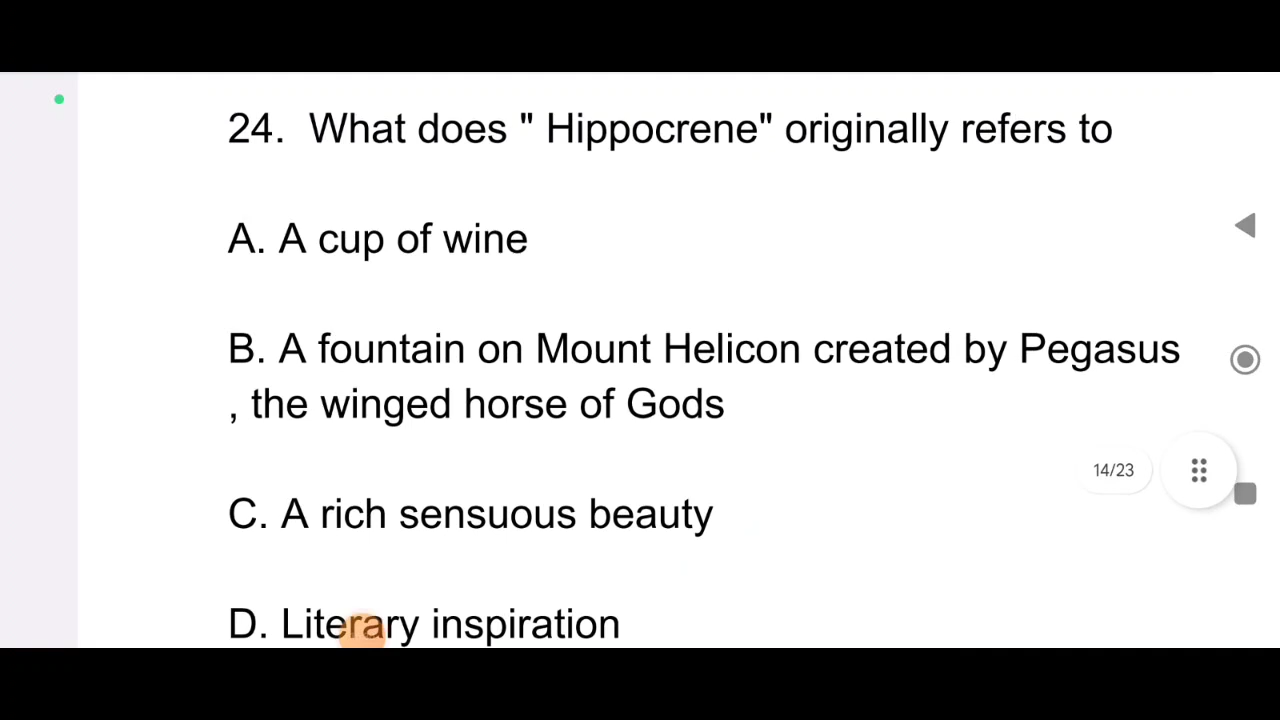 24. What does " Hippocrene" originally refers to
A. A cup of wine
B. A fountain on Mount Helicon created by Pegasus
, the winged horse of Gods
14/23
C. A rich sensuous beauty
D. Literary inspiration